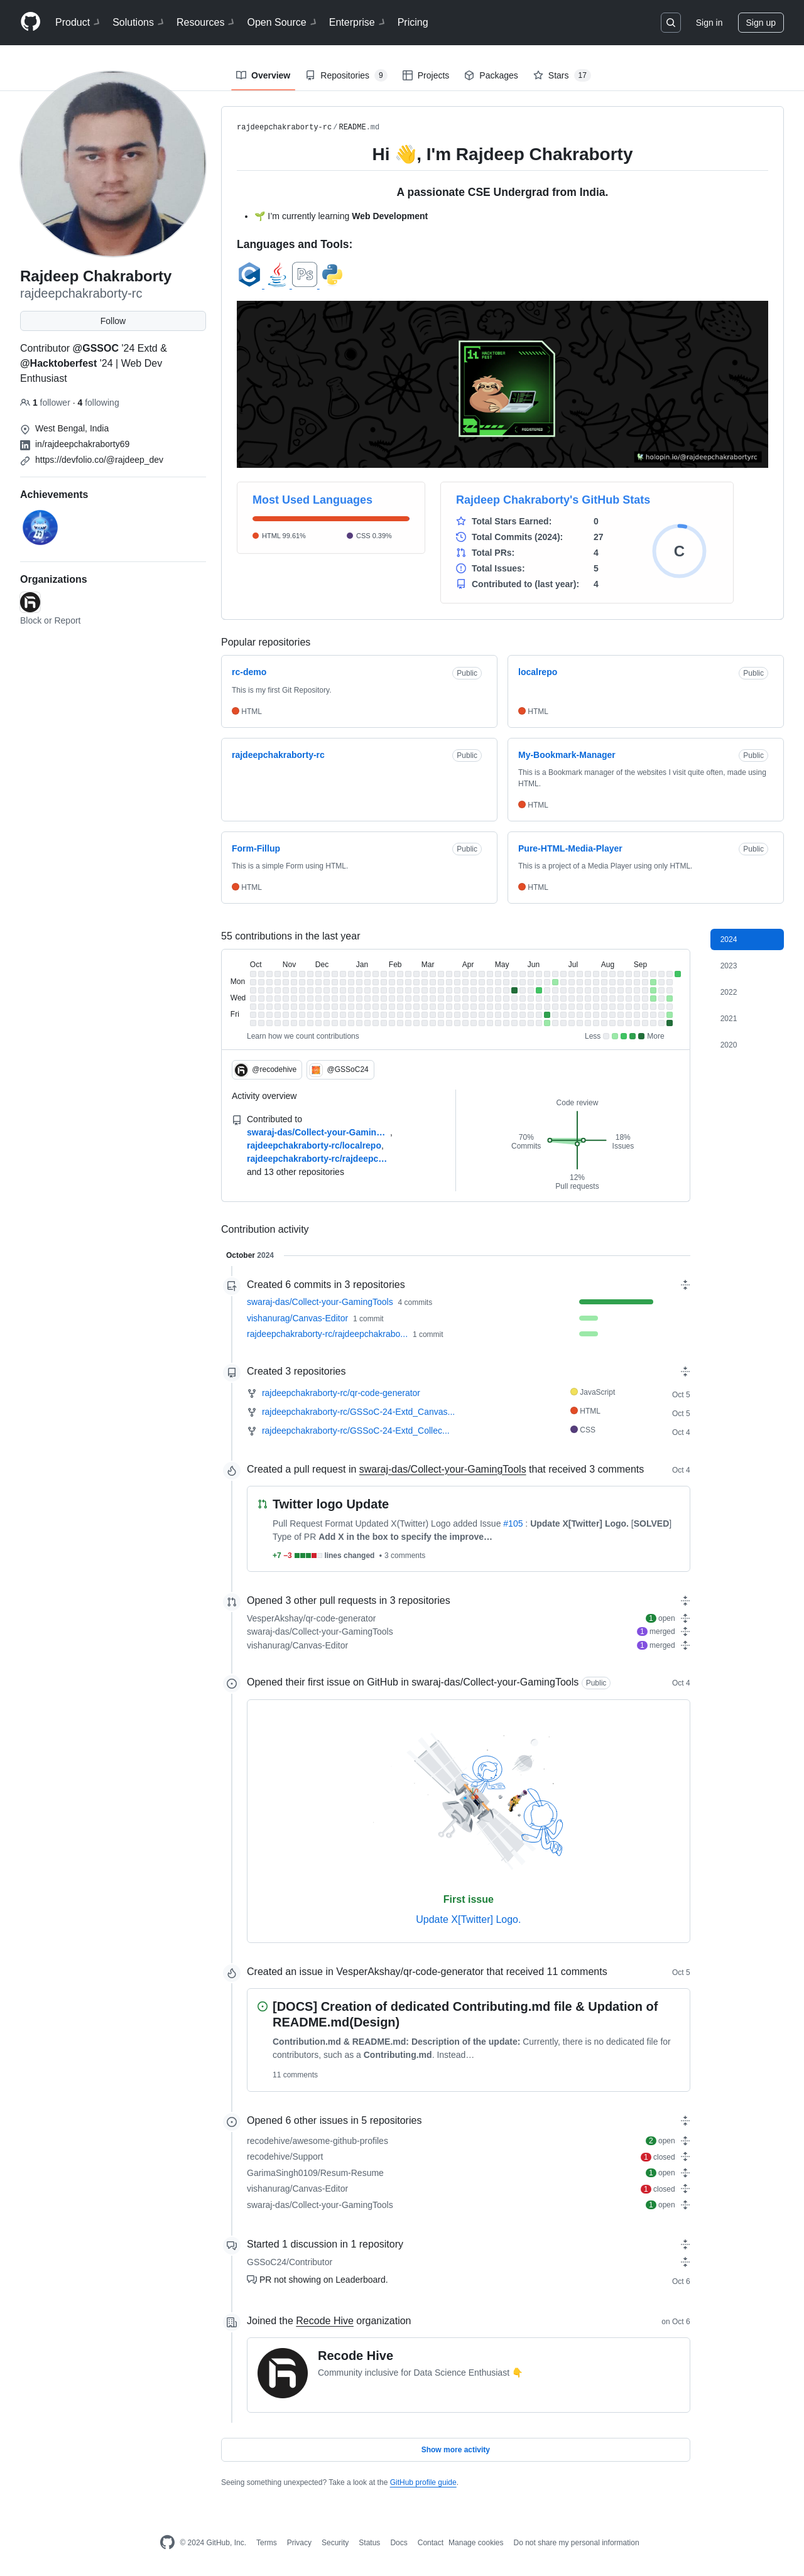 Product Solutions Resources Open Source Enterprise Pricing Sign in Sign up
Overview Repositories 9 Projects Packages Stars 17
Rajdeep Chakraborty
rajdeepchakraborty-rc
Follow
Contributor @GSSOC '24 Extd &
@Hacktoberfest '24 | Web Dev
Enthusiast
1 follower · 4 following
West Bengal, India
in/rajdeepchakraborty69
https://devfolio.co/@rajdeep_dev
Achievements
Organizations
Block or Report
rajdeepchakraborty-rc / README.md
Hi 👋, I'm Rajdeep Chakraborty
A passionate CSE Undergrad from India.
🌱 I'm currently learning Web Development
Languages and Tools:
Ps
HACKTOBER
FEST
holopin.io/@rajdeepchakrabortyrc
Most Used Languages
HTML 99.61% CSS 0.39%
Rajdeep Chakraborty's GitHub Stats
Total Stars Earned: 0
Total Commits (2024): 27
Total PRs: 4
Total Issues: 5
Contributed to (last year): 4
C
Popular repositories
rc-demo Public
This is my first Git Repository.
HTML
localrepo Public
HTML
rajdeepchakraborty-rc Public
My-Bookmark-Manager Public
This is a Bookmark manager of the websites I visit quite often, made using
HTML.
HTML
Form-Fillup Public
This is a simple Form using HTML.
HTML
Pure-HTML-Media-Player Public
This is a project of a Media Player using only HTML.
HTML
55 contributions in the last year
2024
2023
2022
2021
2020
Oct Nov Dec Jan Feb Mar Apr May Jun Jul Aug Sep
Mon
Wed
Fri
Learn how we count contributions Less More
@recodehive @GSSoC24
Activity overview
Contributed to
swaraj-das/Collect-your-Gamin… ,
rajdeepchakraborty-rc/localrepo,
rajdeepchakraborty-rc/rajdeepc…
and 13 other repositories
Code review
70%
Commits
18%
Issues
12%
Pull requests
Contribution activity
October 2024
Created 6 commits in 3 repositories
swaraj-das/Collect-your-GamingTools 4 commits
vishanurag/Canvas-Editor 1 commit
rajdeepchakraborty-rc/rajdeepchakrabo... 1 commit
Created 3 repositories
rajdeepchakraborty-rc/qr-code-generator JavaScript Oct 5
rajdeepchakraborty-rc/GSSoC-24-Extd_Canvas... HTML Oct 5
rajdeepchakraborty-rc/GSSoC-24-Extd_Collec... CSS Oct 4
Created a pull request in swaraj-das/Collect-your-GamingTools that received 3 comments Oct 4
Twitter logo Update
Pull Request Format Updated X(Twitter) Logo added Issue #105 : Update X[Twitter] Logo. [SOLVED]
Type of PR Add X in the box to specify the improve…
+7 −3 lines changed • 3 comments
Opened 3 other pull requests in 3 repositories
VesperAkshay/qr-code-generator 1 open
swaraj-das/Collect-your-GamingTools 1 merged
vishanurag/Canvas-Editor 1 merged
Opened their first issue on GitHub in swaraj-das/Collect-your-GamingTools Public Oct 4
First issue
Update X[Twitter] Logo.
Created an issue in VesperAkshay/qr-code-generator that received 11 comments Oct 5
[DOCS] Creation of dedicated Contributing.md file & Updation of
README.md(Design)
Contribution.md & README.md: Description of the update: Currently, there is no dedicated file for
contributors, such as a Contributing.md. Instead…
11 comments
Opened 6 other issues in 5 repositories
recodehive/awesome-github-profiles 2 open
recodehive/Support 1 closed
GarimaSingh0109/Resum-Resume 1 open
vishanurag/Canvas-Editor 1 closed
swaraj-das/Collect-your-GamingTools 1 open
Started 1 discussion in 1 repository
GSSoC24/Contributor
PR not showing on Leaderboard. Oct 6
Joined the Recode Hive organization on Oct 6
Recode Hive
Community inclusive for Data Science Enthusiast 👇
Show more activity
Seeing something unexpected? Take a look at the GitHub profile guide.
© 2024 GitHub, Inc. Terms Privacy Security Status Docs Contact Manage cookies Do not share my personal information